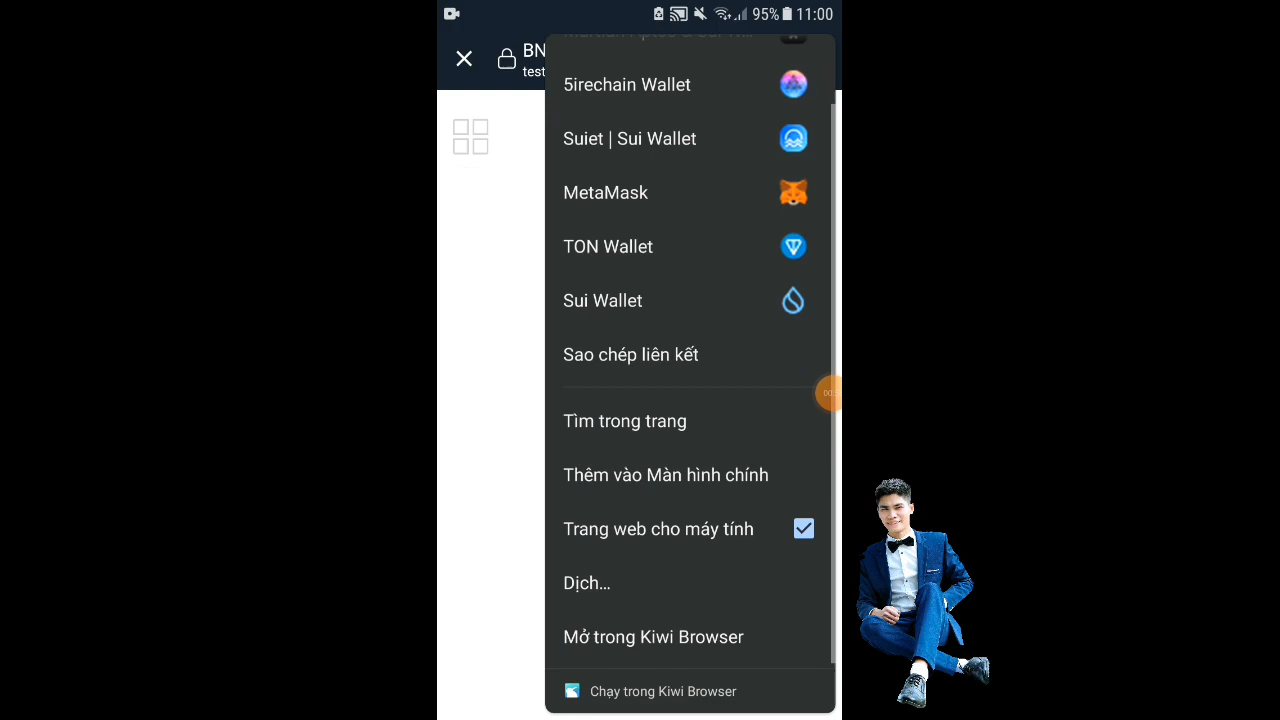 95% 11:00
BN
test
5irechain Wallet
Suiet | Sui Wallet
MetaMask
TON Wallet
Sui Wallet
Sao chép liên kết
Tìm trong trang
Thêm vào Màn hình chính
Trang web cho máy tính
Dịch...
Mở trong Kiwi Browser
Chạy trong Kiwi Browser